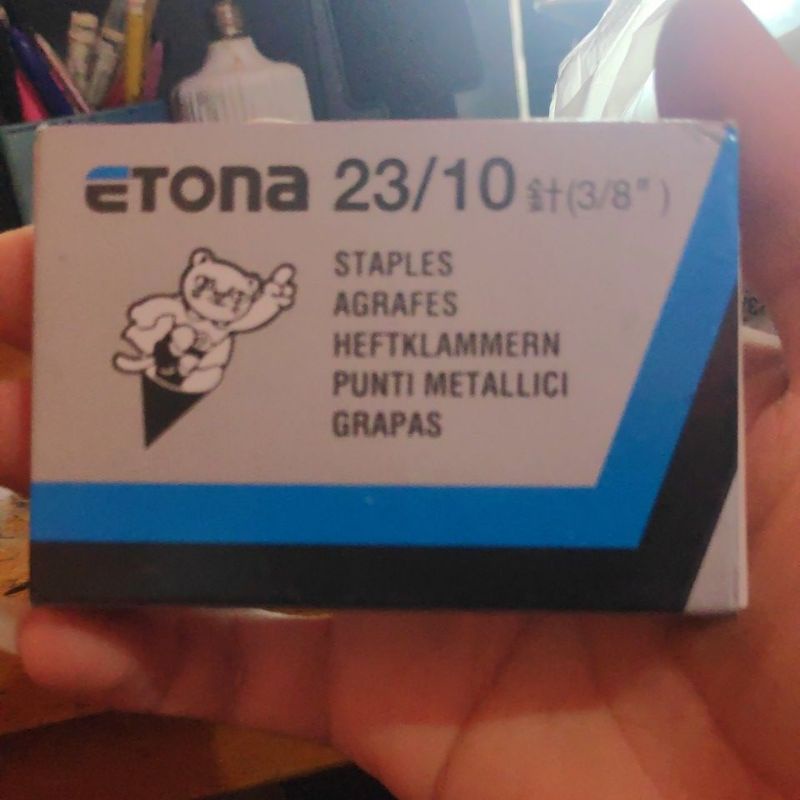 ETONA 23/10 針(3/8")
STAPLES
AGRAFES
HEFTKLAMMERN
PUNTI METALLICI
GRAPAS